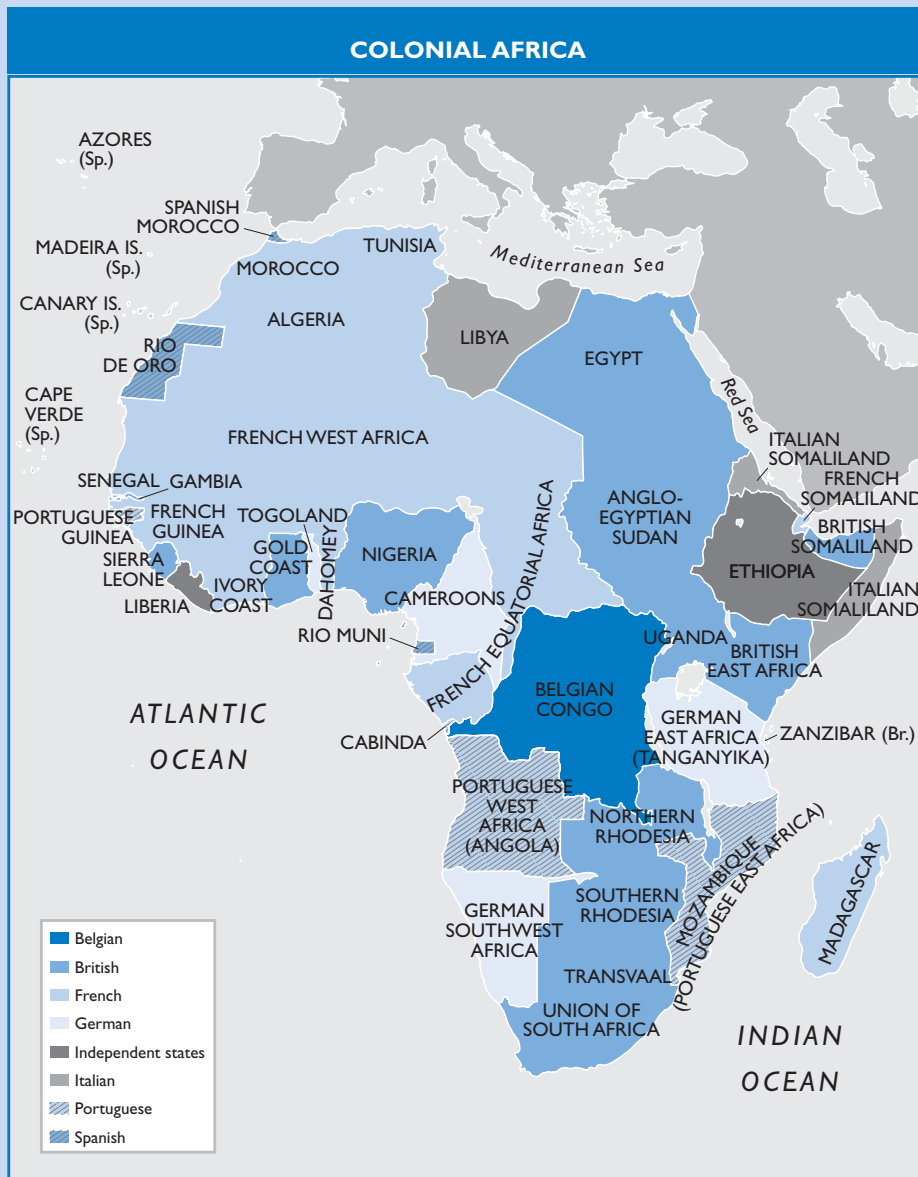 COLONIAL AFRICA
AZORES
(Sp.)
SPANISH
MOROCCO
MADEIRA IS.
(Sp.)
MOROCCO
TUNISIA
Mediterranean Sea
CANARY IS.
(Sp.)
ALGERIA
LIBYA
EGYPT
RIO
DE ORO
CAPE
VERDE
(Sp.)
Red Sea
FRENCH WEST AFRICA
ITALIAN
SOMALILAND
FRENCH
SOMALILAND
SENEGAL
GAMBIA
PORTUGUESE
GUINEA
FRENCH
GUINEA
TOGOLAND
ANGLO-
EGYPTIAN
SUDAN
BRITISH
SOMALILAND
SIERRA
LEONE
GOLD
COAST
DAHOMEY
NIGERIA
FRENCH EQUATORIAL AFRICA
ETHIOPIA
ITALIAN
SOMALILAND
LIBERIA
IVORY
COAST
CAMEROONS
RIO MUNI
UGANDA
BRITISH
EAST AFRICA
BELGIAN
CONGO
ATLANTIC
OCEAN
CABINDA
GERMAN
EAST AFRICA
(TANGANYIKA)
ZANZIBAR (Br.)
PORTUGUESE
WEST
AFRICA
(ANGOLA)
NORTHERN
RHODESIA
MOZAMBIQUE
(PORTUGUESE EAST AFRICA)
MADAGASCAR
GERMAN
SOUTHWEST
AFRICA
SOUTHERN
RHODESIA
TRANSVAAL
UNION OF
SOUTH AFRICA
INDIAN
OCEAN
Belgian
British
French
German
Independent states
Italian
Portuguese
Spanish